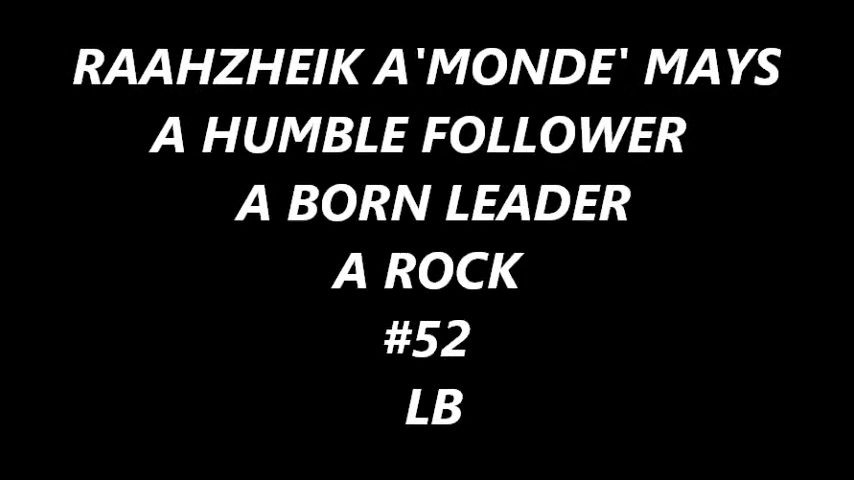 RAAHZHEIK A'MONDE' MAYS
A HUMBLE FOLLOWER
A BORN LEADER
A ROCK
#52
LB